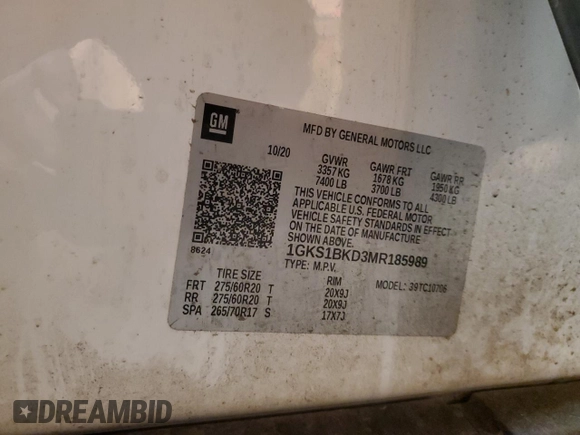 GM
MFD BY GENERAL MOTORS LLC
10/20 GVWR GAWR FRT GAWR RR
3357 KG 1678 KG 1950 KG
7400 LB 3700 LB 4300 LB
THIS VEHICLE CONFORMS TO ALL
APPLICABLE U.S. FEDERAL MOTOR
VEHICLE SAFETY STANDARDS IN EFFECT
ON THE DATE OF MANUFACTURE
SHOWN ABOVE.
1GKS1BKD3MR185989
8624
TYPE: M.P.V. MODEL: 39TC10706
TIRE SIZE RIM
FRT 275/60R20 T 20X9J
RR 275/60R20 T 20X9J
SPA 265/70R17 S 17X7J
DREAMBID